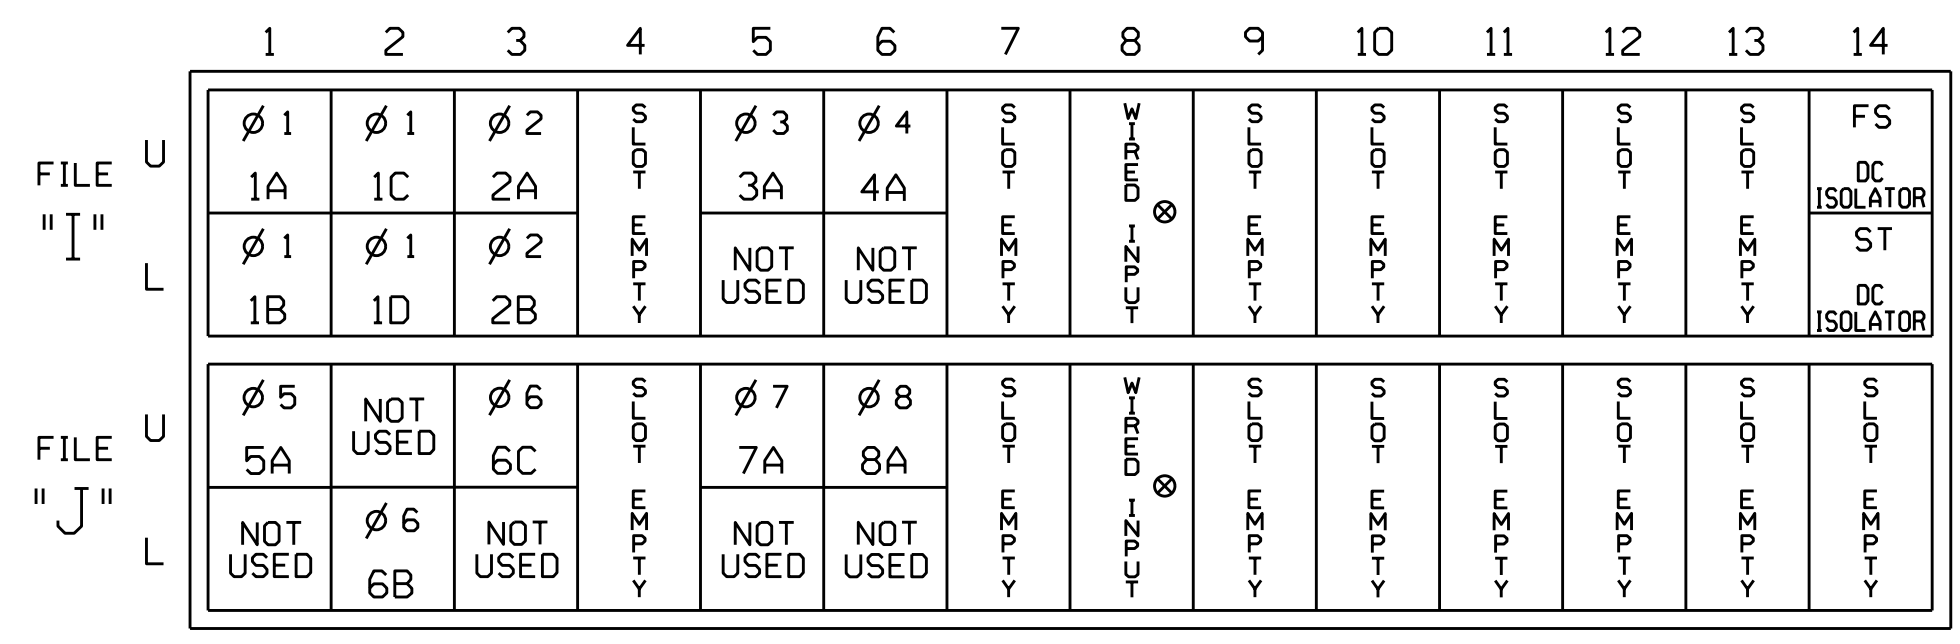 1 2 3 4 5 6 7 8 9 10 11 12 13 14
FILE "I"
U
Ø 1 Ø 1 Ø 2 SLOT EMPTY Ø 3 Ø 4 SLOT EMPTY WIRED INPUT ⊗ SLOT EMPTY SLOT EMPTY SLOT EMPTY SLOT EMPTY SLOT EMPTY FS
1A 1C 2A 3A 4A DC
ISOLATOR
L
Ø 1 Ø 1 Ø 2 NOT NOT ST
USED USED
1B 1D 2B DC
ISOLATOR
FILE "J"
U
Ø 5 NOT Ø 6 SLOT EMPTY Ø 7 Ø 8 SLOT EMPTY WIRED INPUT ⊗ SLOT EMPTY SLOT EMPTY SLOT EMPTY SLOT EMPTY SLOT EMPTY SLOT EMPTY
USED
5A 6C 7A 8A
L
NOT Ø 6 NOT NOT NOT
USED 6B USED USED USED